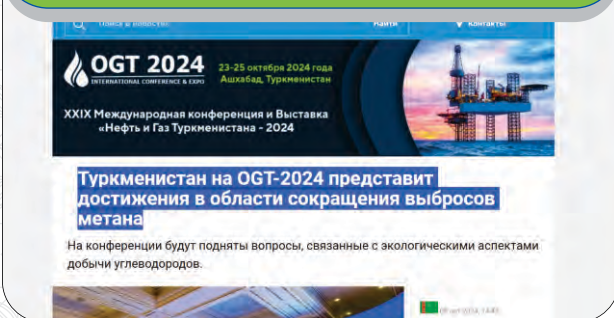 Поиск в новостях
Найти
Контакты
OGT 2024
INTERNATIONAL CONFERENCE & EXPO
23-25 октября 2024 года
Ашхабад, Туркменистан
XXIX Международная конференция и Выставка
«Нефть и Газ Туркменистана - 2024
Туркменистан на OGT-2024 представит
достижения в области сокращения выбросов
метана
На конференции будут подняты вопросы, связанные с экологическими аспектами
добычи углеводородов.